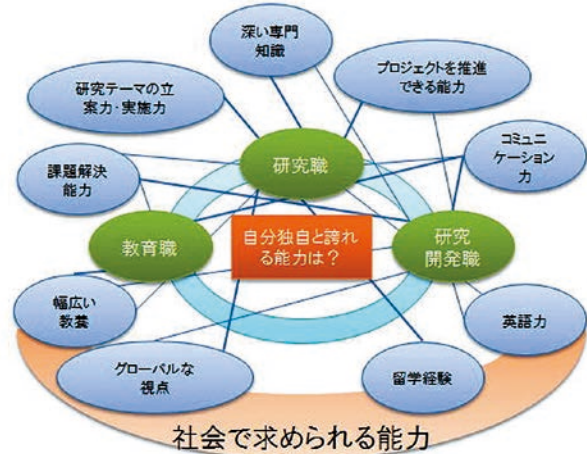 深い専門
知識
プロジェクトを推進
できる能力
研究テーマの立
案力・実施力
コミュニ
ケーション
力
研究職
課題解決
能力
教育職
自分独自と誇れ
る能力は？
研究
開発職
幅広い
教養
英語力
グローバルな
視点
留学経験
社会で求められる能力